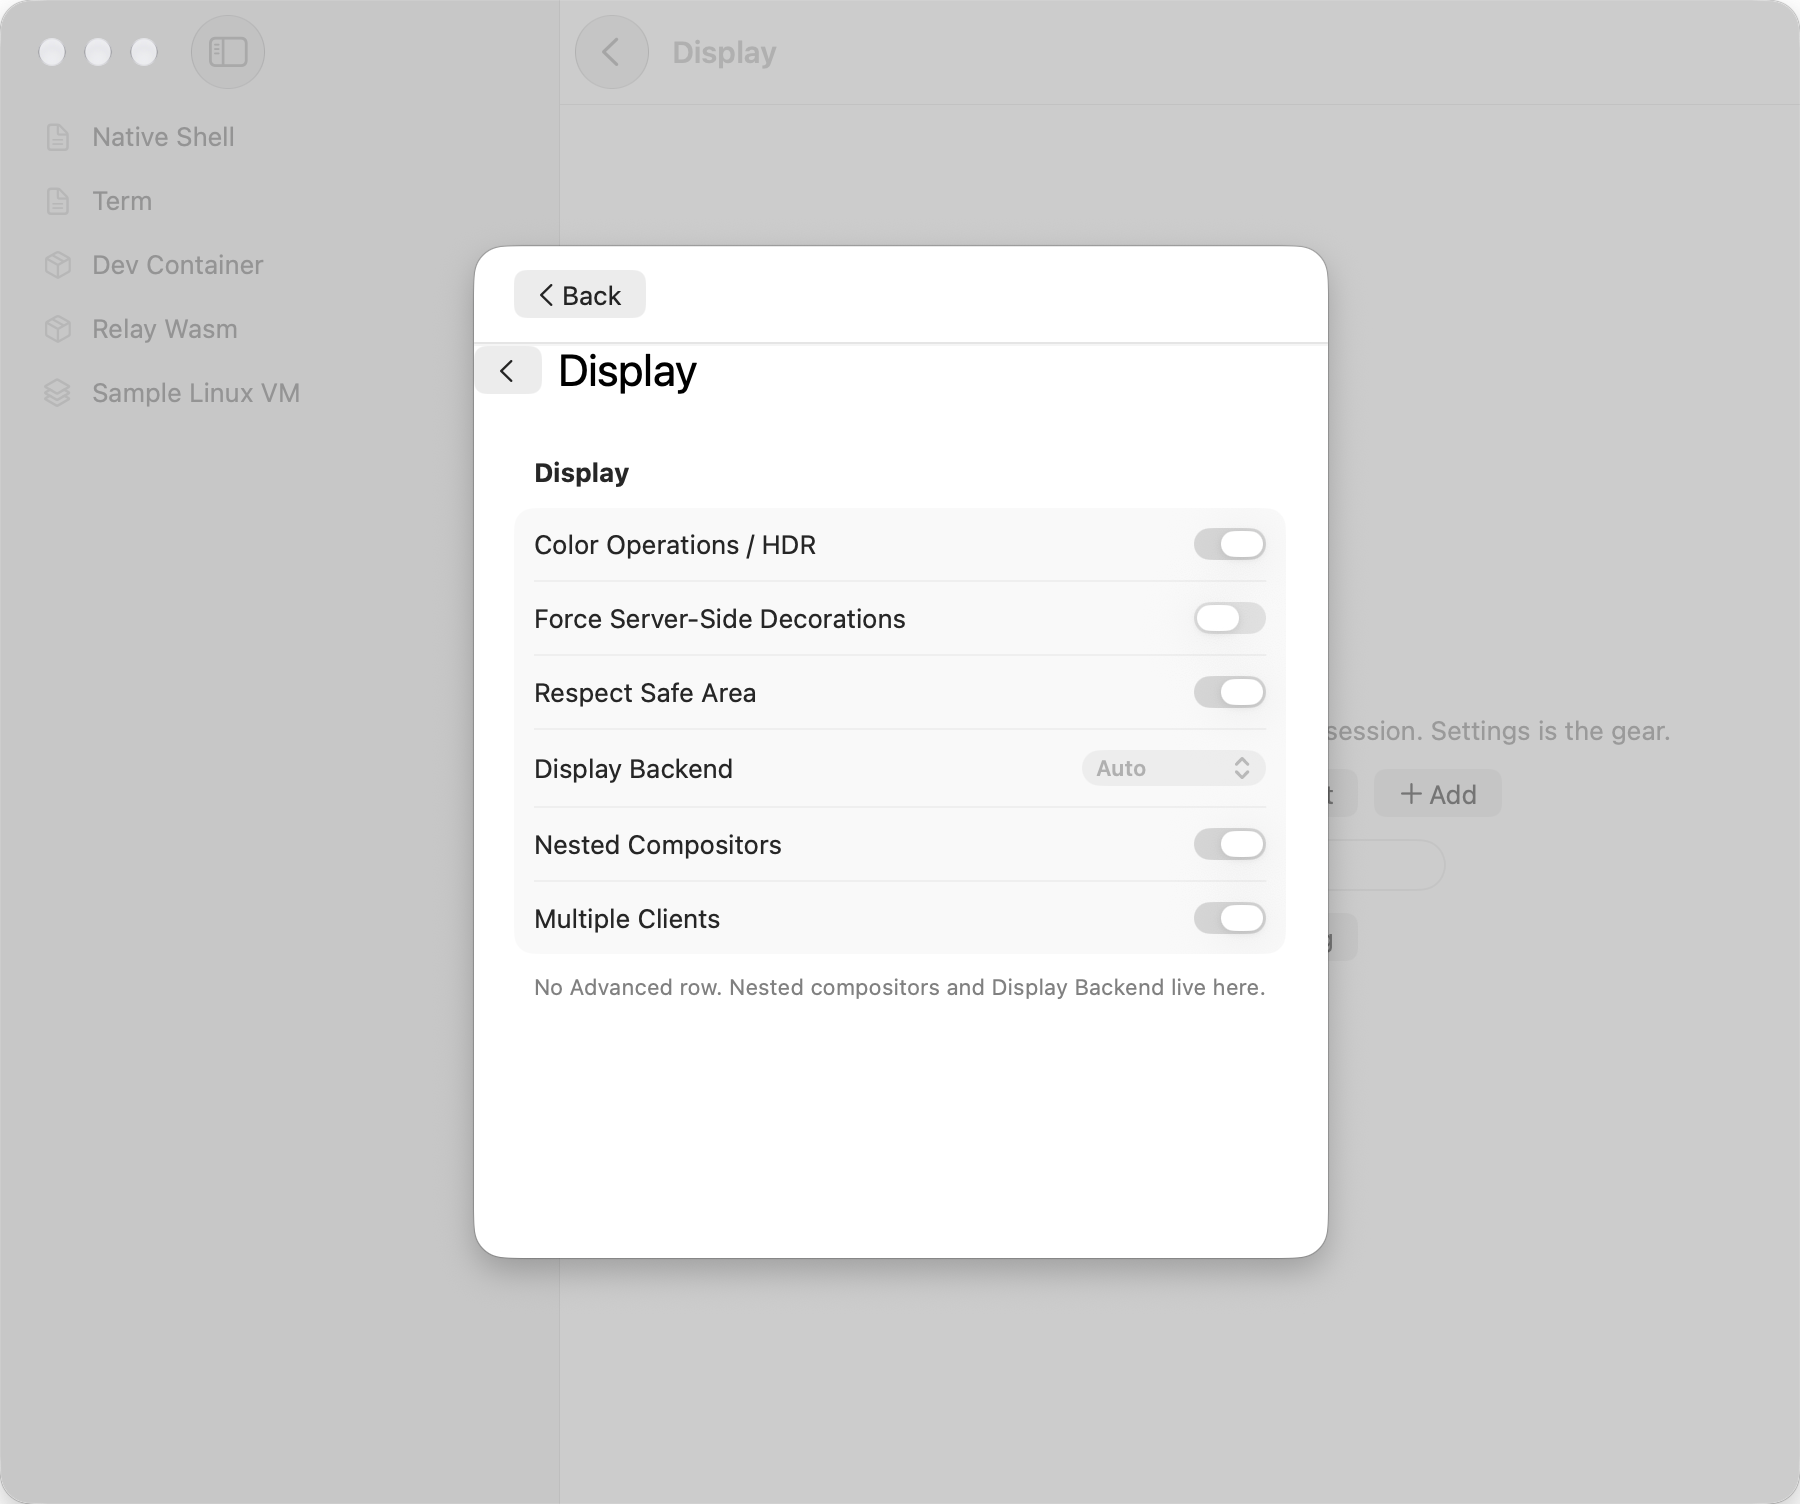 Display
Native Shell
Term
Dev Container
Relay Wasm
Sample Linux VM
Back
Display
Display
Color Operations / HDR
Force Server-Side Decorations
Respect Safe Area
Display Backend
Auto
Nested Compositors
Multiple Clients
No Advanced row. Nested compositors and Display Backend live here.
session. Settings is the gear.
Add